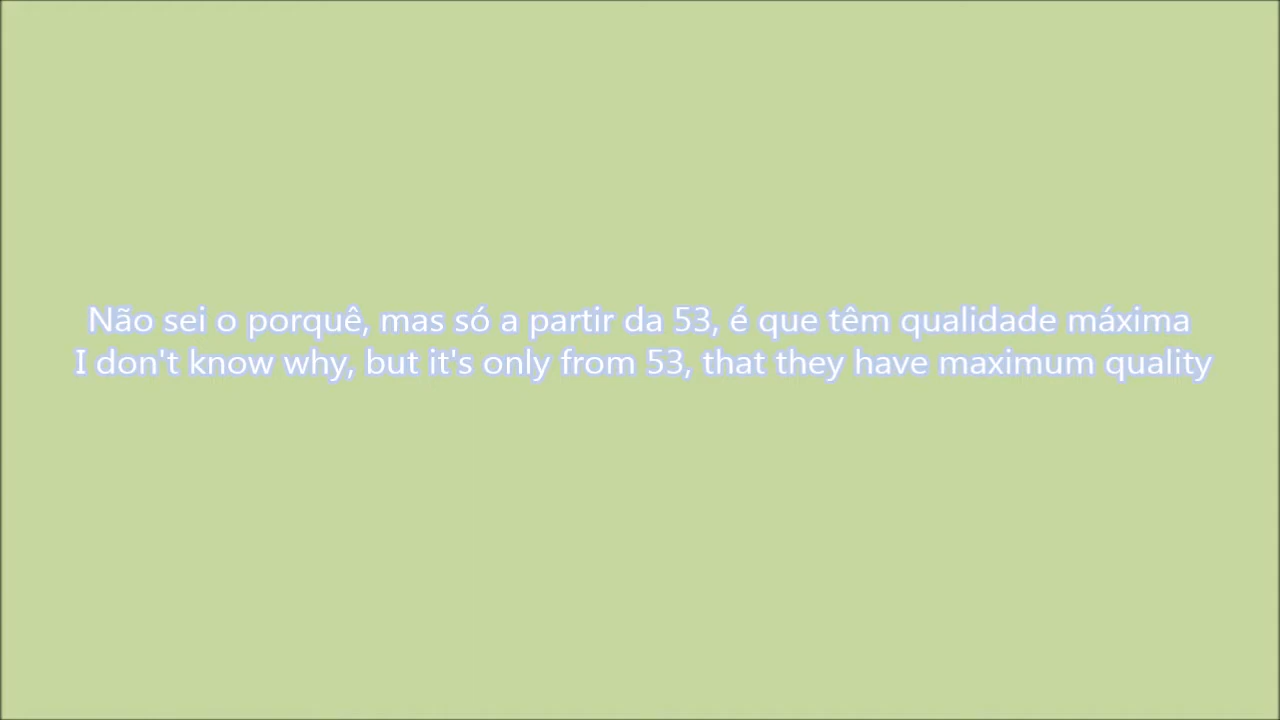 Não sei o porquê, mas só a partir da 53, é que têm qualidade máxima
I don't know why, but it's only from 53, that they have maximum quality